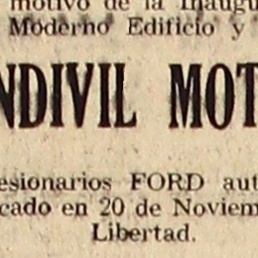 motivo de la Inaugu
Moderno Edificio y
NDIVIL MOT
esionarios FORD aut
cado en 20 de Noviem
Libertad.